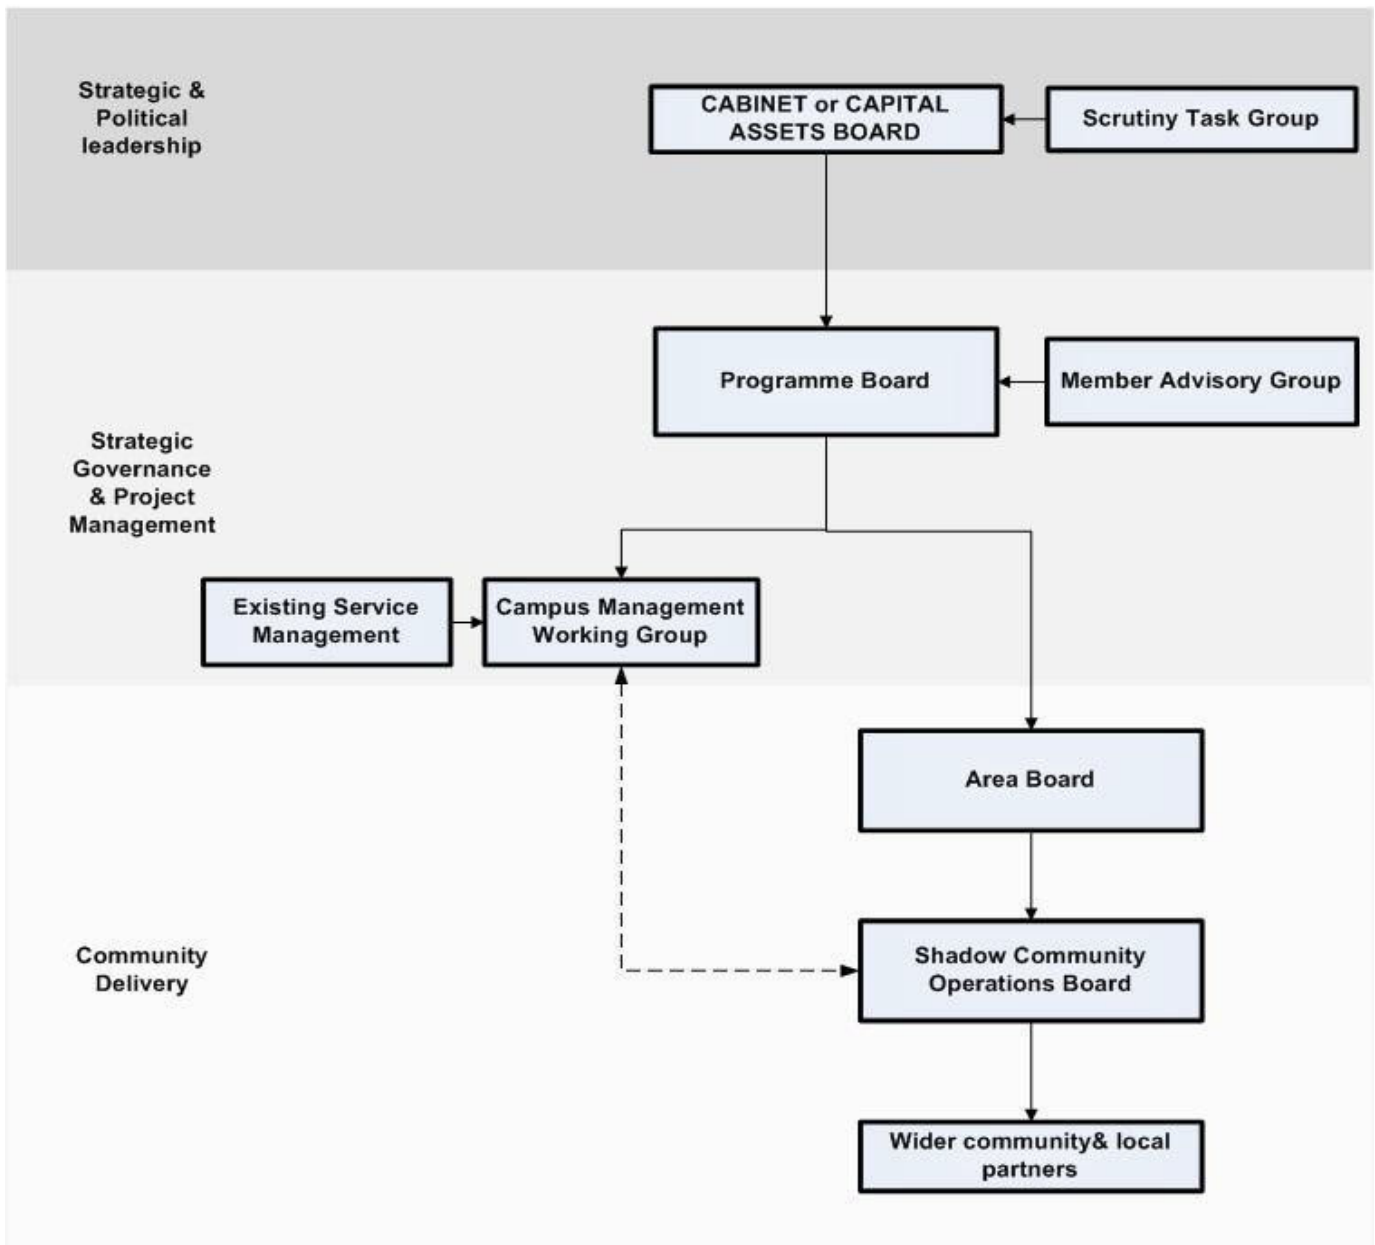 Strategic &
Political
leadership
CABINET or CAPITAL
ASSETS BOARD
Scrutiny Task Group
Programme Board
Member Advisory Group
Strategic
Governance
& Project
Management
Existing Service
Management
Campus Management
Working Group
Area Board
Community
Delivery
Shadow Community
Operations Board
Wider community& local
partners